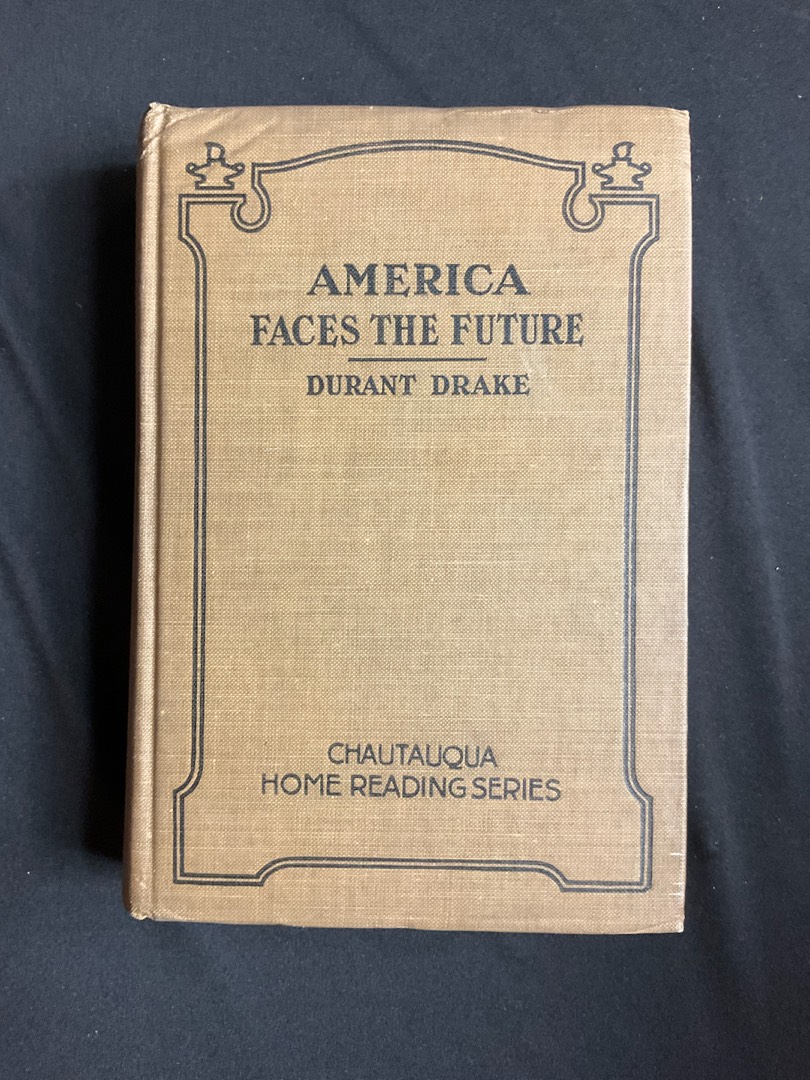 AMERICA
FACES THE FUTURE
DURANT DRAKE
CHAUTAUQUA
HOME READING SERIES